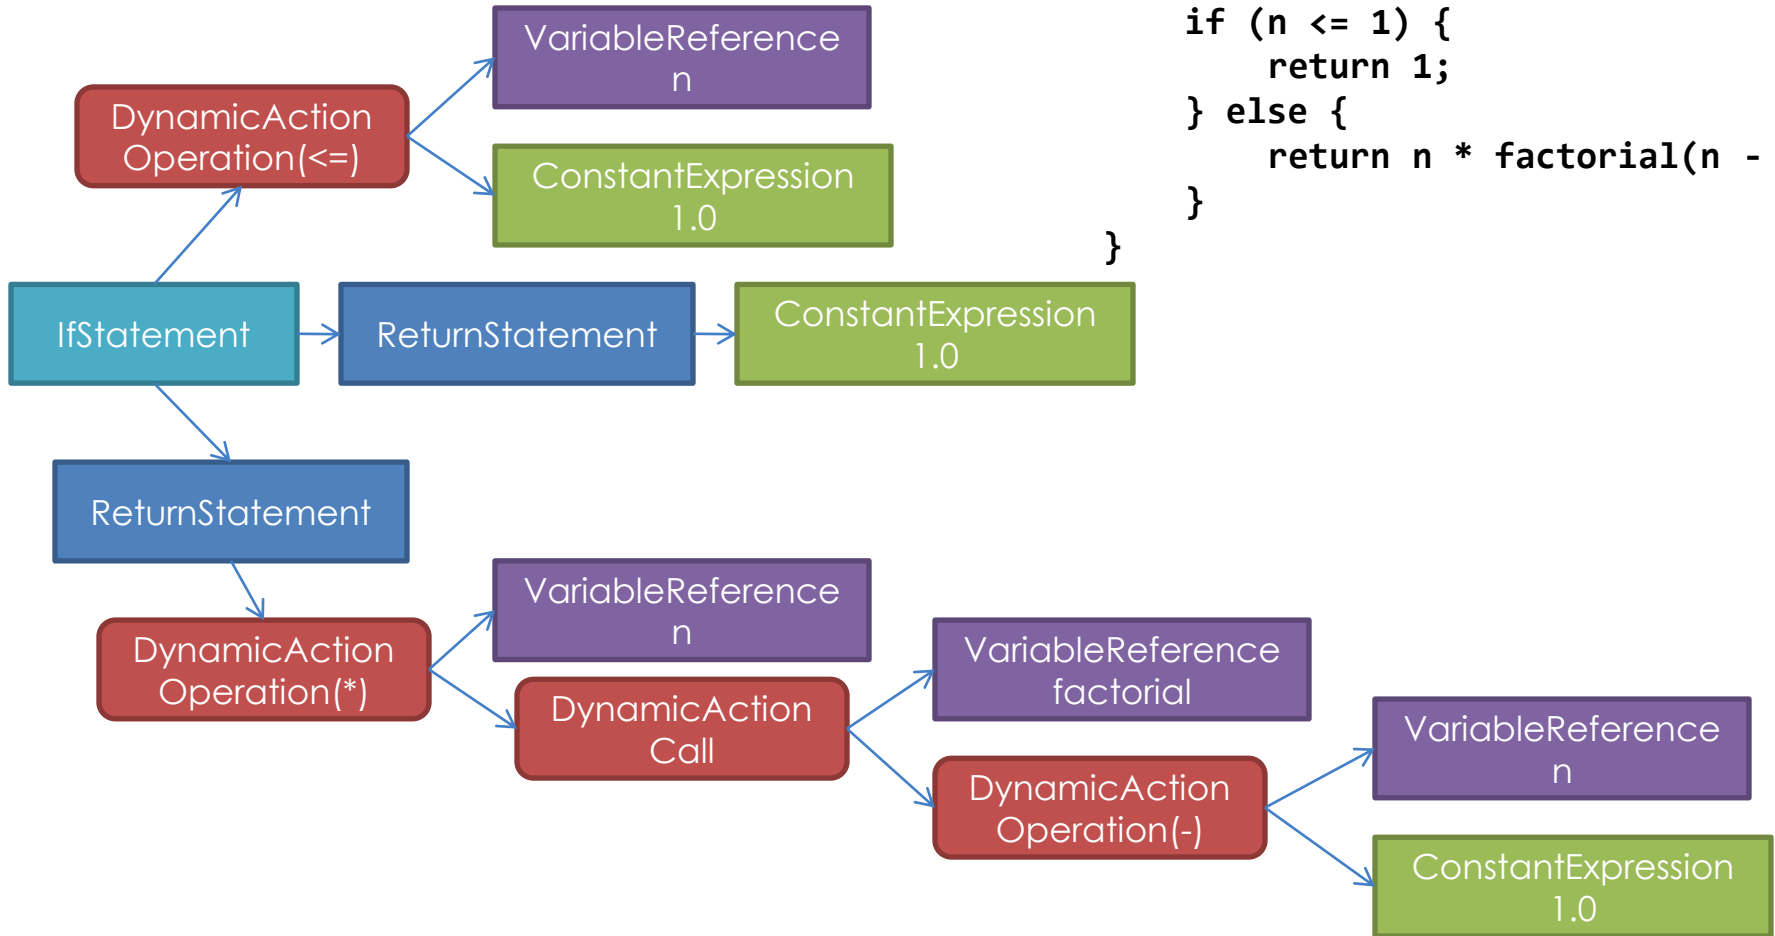 if (n <= 1) {
return 1;
} else {
return n * factorial(n -
}
}
VariableReference
n
DynamicAction
Operation(<=)
ConstantExpression
1.0
IfStatement
ReturnStatement
ConstantExpression
1.0
ReturnStatement
VariableReference
n
DynamicAction
Operation(*)
VariableReference
factorial
DynamicAction
Call
VariableReference
n
DynamicAction
Operation(-)
ConstantExpression
1.0